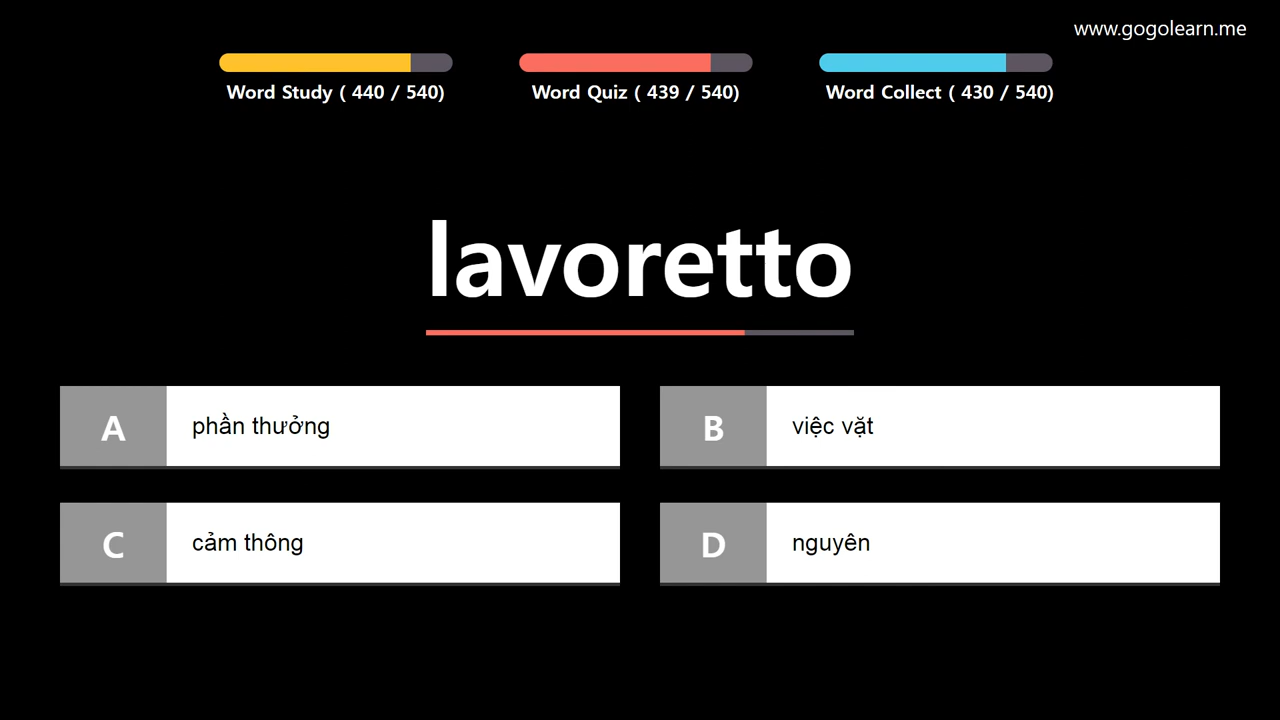 www.gogolearn.me
Word Study ( 440 / 540)
Word Quiz ( 439 / 540)
Word Collect ( 430 / 540)
lavoretto
A
phần thưởng
B
việc vặt
C
cảm thông
D
nguyên